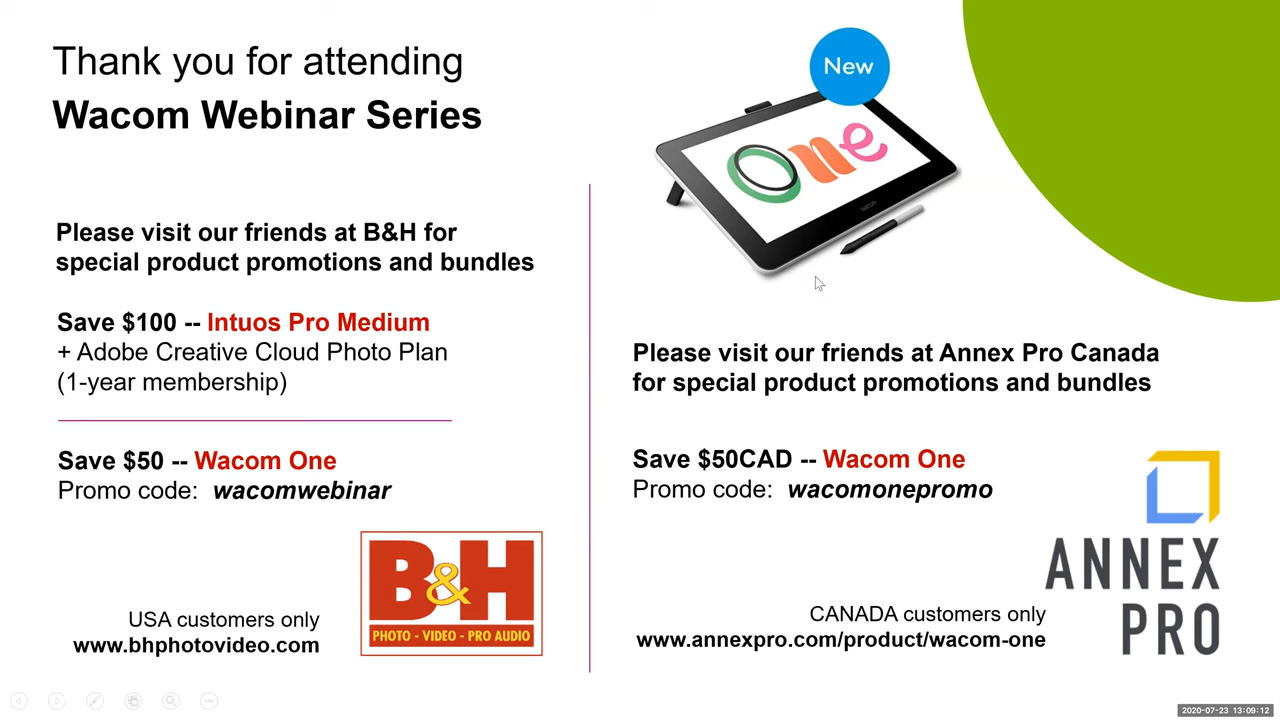 Thank you for attending
Wacom Webinar Series
Please visit our friends at B&H for
special product promotions and bundles
Save $100 -- Intuos Pro Medium
+ Adobe Creative Cloud Photo Plan
(1-year membership)
Save $50 -- Wacom One
Promo code: wacomwebinar
USA customers only
www.bhphotovideo.com
B&H
PHOTO - VIDEO - PRO AUDIO
New
One
wacom
Please visit our friends at Annex Pro Canada
for special product promotions and bundles
Save $50CAD -- Wacom One
Promo code: wacomonepromo
CANADA customers only
www.annexpro.com/product/wacom-one
ANNEX
PRO
2020-07-23 13:09:12